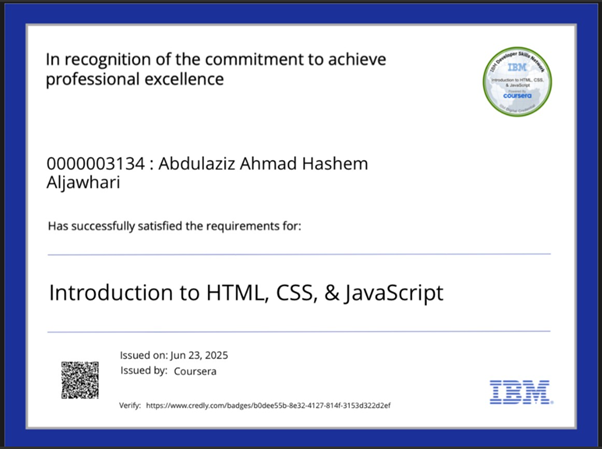 In recognition of the commitment to achieve
professional excellence
IBM Developer Skills Network
IBM
Introduction to HTML, CSS,
& JavaScript
coursera
0000003134 : Abdulaziz Ahmad Hashem
Aljawhari
Has successfully satisfied the requirements for:
Introduction to HTML, CSS, & JavaScript
Issued on: Jun 23, 2025
Issued by: Coursera
Verify: https://www.credly.com/badges/b0dee55b-8e32-4127-814f-3153d322d2ef
IBM